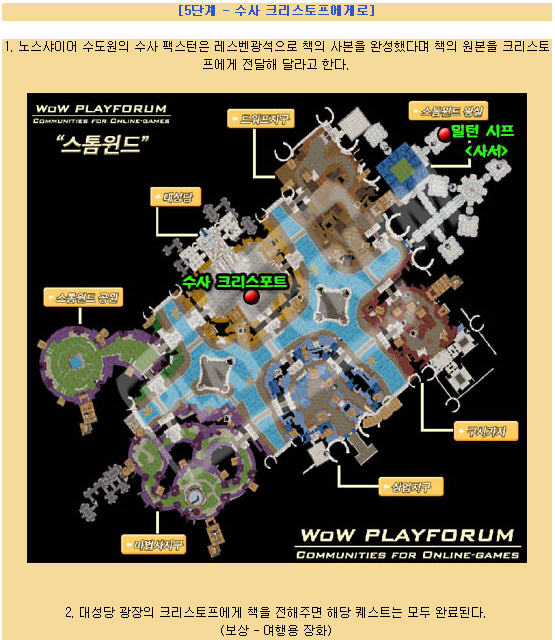 [5단계 - 수사 크리스토프에게로]
1. 노스샤이어 수도원의 수사 팩스턴은 레스벤광석으로 책의 사본을 완성했다며 책의 원본을 크리스토
프에게 전달해 달라고 한다.
WoW PLAYFORUM
COMMUNITIES FOR ONLINE-GAMES
"스톰윈드"
드워프지구
스톰윈드 왕실
밀턴 시프
<사서>
대성당
수사 크리스포트
스톰윈드 공원
구시가지
상업지구
마법사지구
WoW PLAYFORUM
COMMUNITIES FOR ONLINE-GAMES
2. 대성당 광장의 크리스토프에게 책을 전해주면 해당 퀘스트는 모두 완료된다.
(보상 - 여행용 장화)